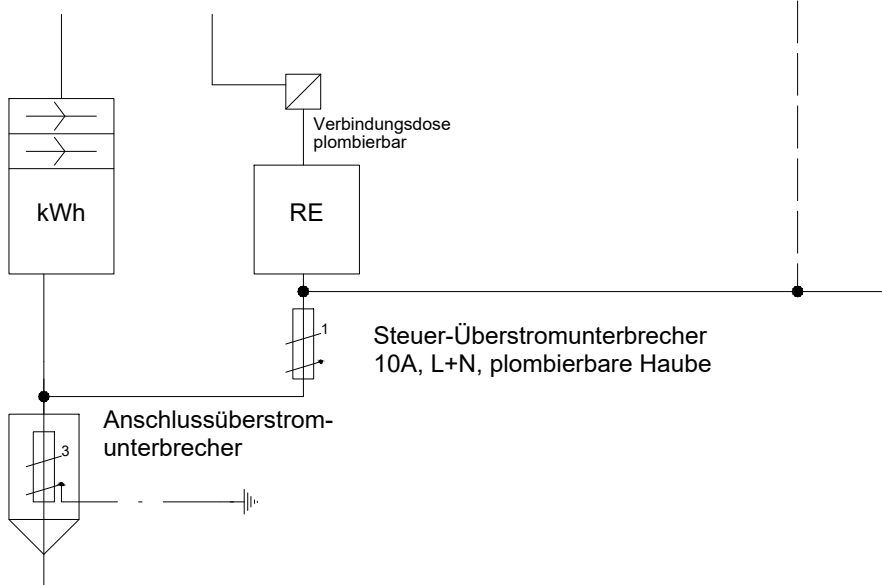 Verbindungsdose
plombierbar
kWh
RE
1
Steuer-Überstromunterbrecher
10A, L+N, plombierbare Haube
Anschlussüberstrom-
unterbrecher
3